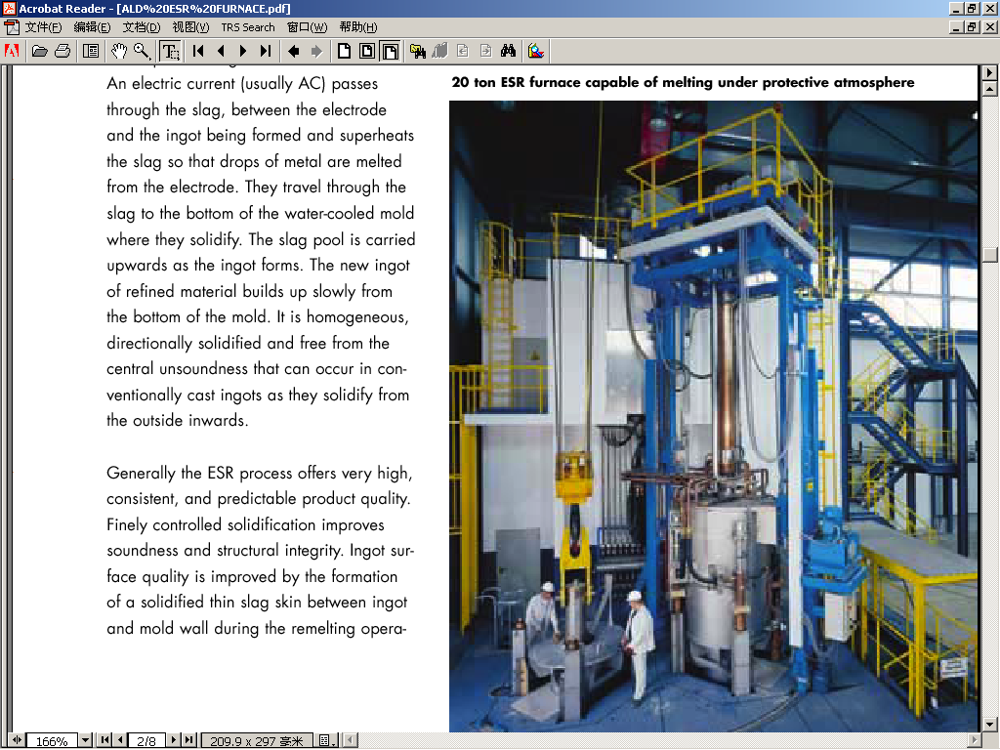 Acrobat Reader - [ALD%20ESR%20FURNACE.pdf]
文件(F) 编辑(E) 文档(D) 视图(V) TRS Search 窗口(W) 帮助(H)
An electric current (usually AC) passes
through the slag, between the electrode
and the ingot being formed and superheats
the slag so that drops of metal are melted
from the electrode. They travel through the
slag to the bottom of the water-cooled mold
where they solidify. The slag pool is carried
upwards as the ingot forms. The new ingot
of refined material builds up slowly from
the bottom of the mold. It is homogeneous,
directionally solidified and free from the
central unsoundness that can occur in con-
ventionally cast ingots as they solidify from
the outside inwards.
Generally the ESR process offers very high,
consistent, and predictable product quality.
Finely controlled solidification improves
soundness and structural integrity. Ingot sur-
face quality is improved by the formation
of a solidified thin slag skin between ingot
and mold wall during the remelting opera-
20 ton ESR furnace capable of melting under protective atmosphere
166% 2/8 209.9 x 297 毫米